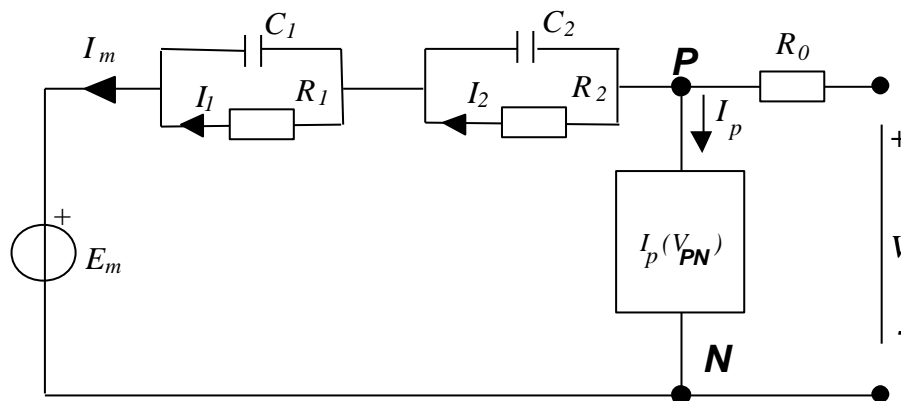 I_m
C_1
C_2
P
R_0
I_1
R_1
I_2
R_2
I_p
+
+
E_m
I_p(V_PN)
V
-
N